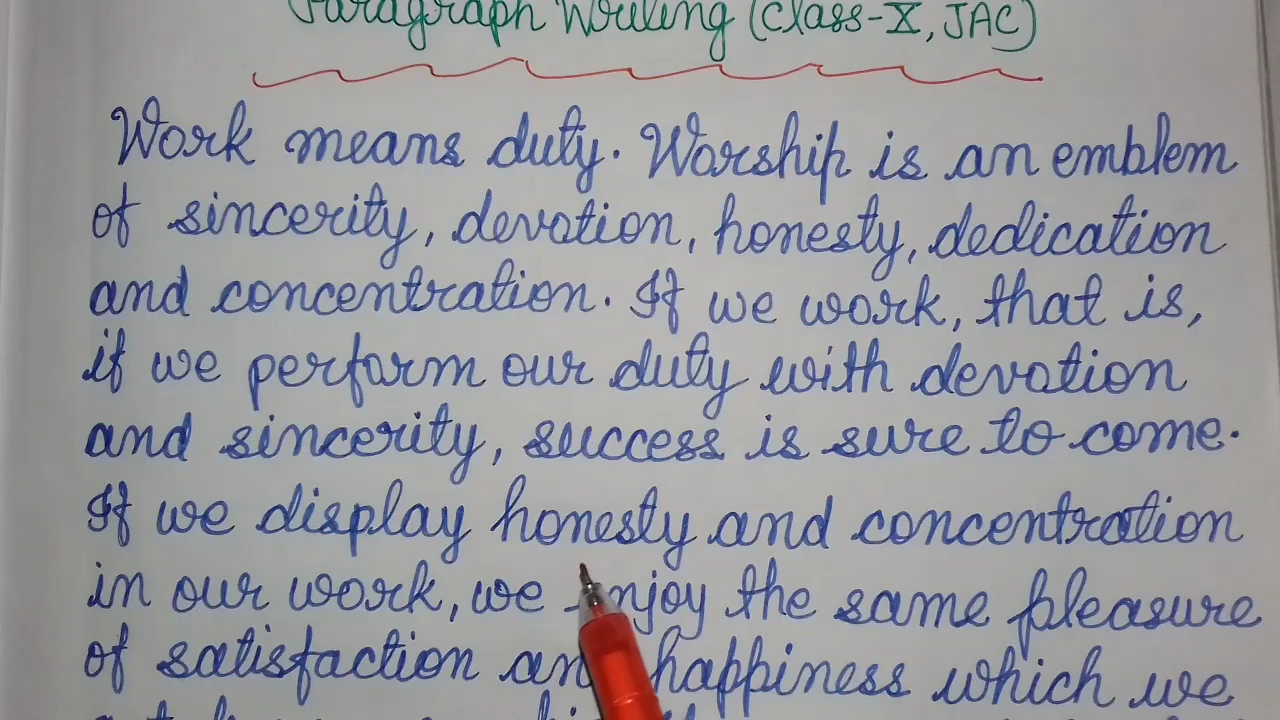 Paragraph Writing (Class-X, JAC)
Work means duty. Worship is an emblem
of sincerity, devotion, honesty, dedication
and concentration. If we work, that is,
if we perform our duty with devotion
and sincerity, success is sure to come.
If we display honesty and concentration
in our work, we enjoy the same pleasure
of satisfaction and happiness which we